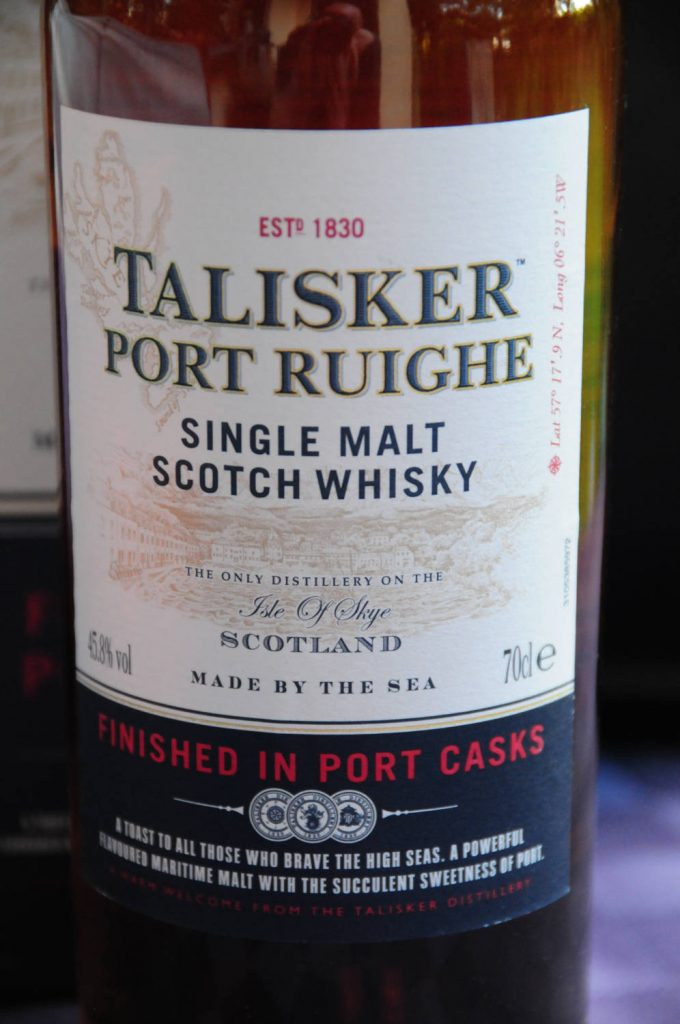 ESTD 1830
TALISKER™
PORT RUIGHE
SINGLE MALT
SCOTCH WHISKY
THE ONLY DISTILLERY ON THE
Isle Of Skye
SCOTLAND
45.8% vol
70cl e
MADE BY THE SEA
Lat 57° 17'.9 N, Long 06° 21'.5W
FINISHED IN PORT CASKS
A TOAST TO ALL THOSE WHO BRAVE THE HIGH SEAS. A POWERFUL
FLAVOURED MARITIME MALT WITH THE SUCCULENT SWEETNESS OF PORT.
A WARM WELCOME FROM THE TALISKER DISTILLERY